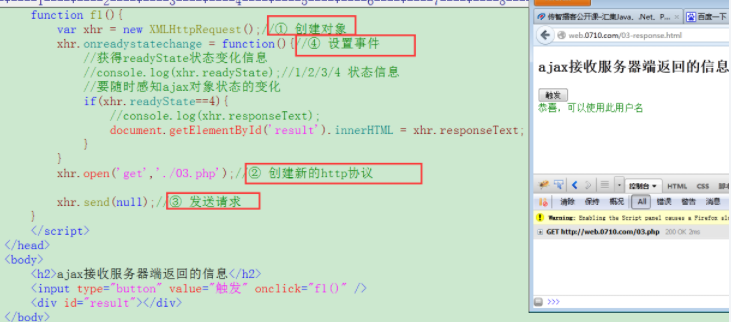 function f1(){
var xhr = new XMLHttpRequest();//① 创建对象
xhr.onreadystatechange = function(){//④ 设置事件
//获得readyState状态变化信息
//console.log(xhr.readyState);//1/2/3/4 状态信息
//要随时感知ajax对象状态的变化
if(xhr.readyState==4){
//console.log(xhr.responseText);
document.getElementById('result').innerHTML = xhr.responseText;
}
}
xhr.open('get','./03.php');//② 创建新的http协议
xhr.send(null);//③ 发送请求
}
</script>
</head>
<body>
<h2>ajax接收服务器端返回的信息</h2>
<input type="button" value="触发" onclick="f1()" />
<div id="result"></div>
</body>
传智播客公开课-汇集Java、.Net、P... × 百度一下
web.0710.com/03-response.html
ajax接收服务器端返回的信息
触发
恭喜，可以使用此用户名
控制台 HTML CSS 脚本
清除 保持 概况 All 错误 警告 消息
Warning: Enabling the Script panel causes a Firefox
GET http://web.0710.com/03.php 200 OK 2ms
>>>